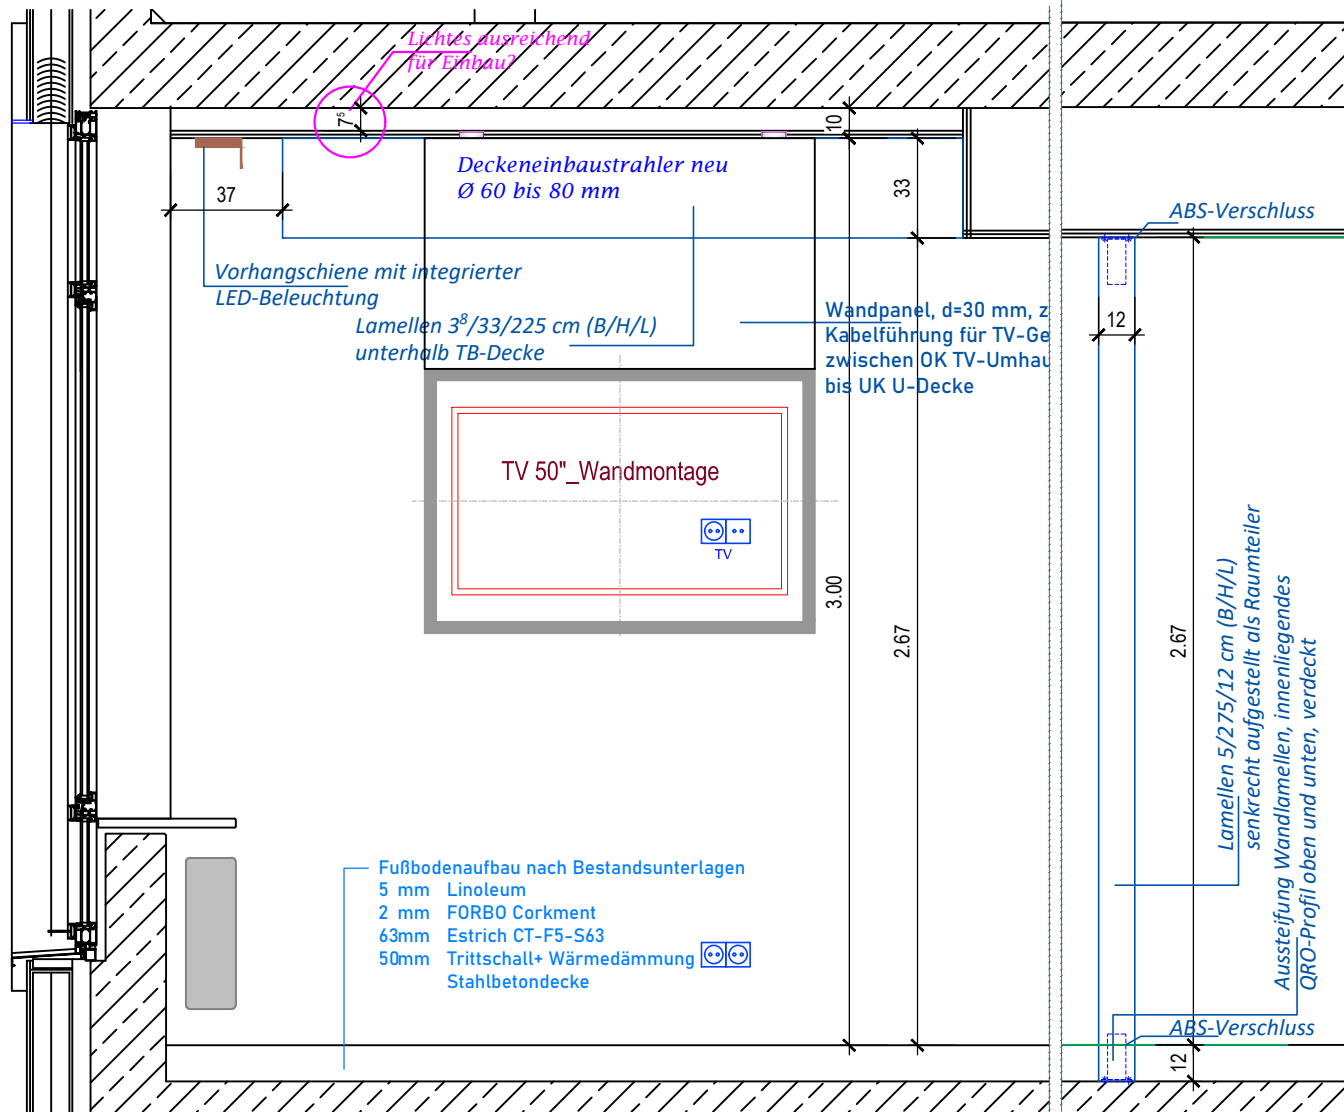 Lichtes ausreichend
für Einbau?
7⁵
10
Deckeneinbaustrahler neu
Ø 60 bis 80 mm
37
33
ABS-Verschluss
Vorhangschiene mit integrierter
LED-Beleuchtung
Lamellen 3⁸/33/225 cm (B/H/L)
unterhalb TB-Decke
Wandpanel, d=30 mm, z
Kabelführung für TV-Ge
zwischen OK TV-Umhau
bis UK U-Decke
12
TV 50"_Wandmontage
TV
3.00
2.67
2.67
Lamellen 5/275/12 cm (B/H/L)
senkrecht aufgestellt als Raumteiler
Aussteifung Wandlamellen, innenliegendes
QRO-Profil oben und unten, verdeckt
Fußbodenaufbau nach Bestandsunterlagen
5 mm Linoleum
2 mm FORBO Corkment
63mm Estrich CT-F5-S63
50mm Trittschall+ Wärmedämmung
Stahlbetondecke
ABS-Verschluss
12